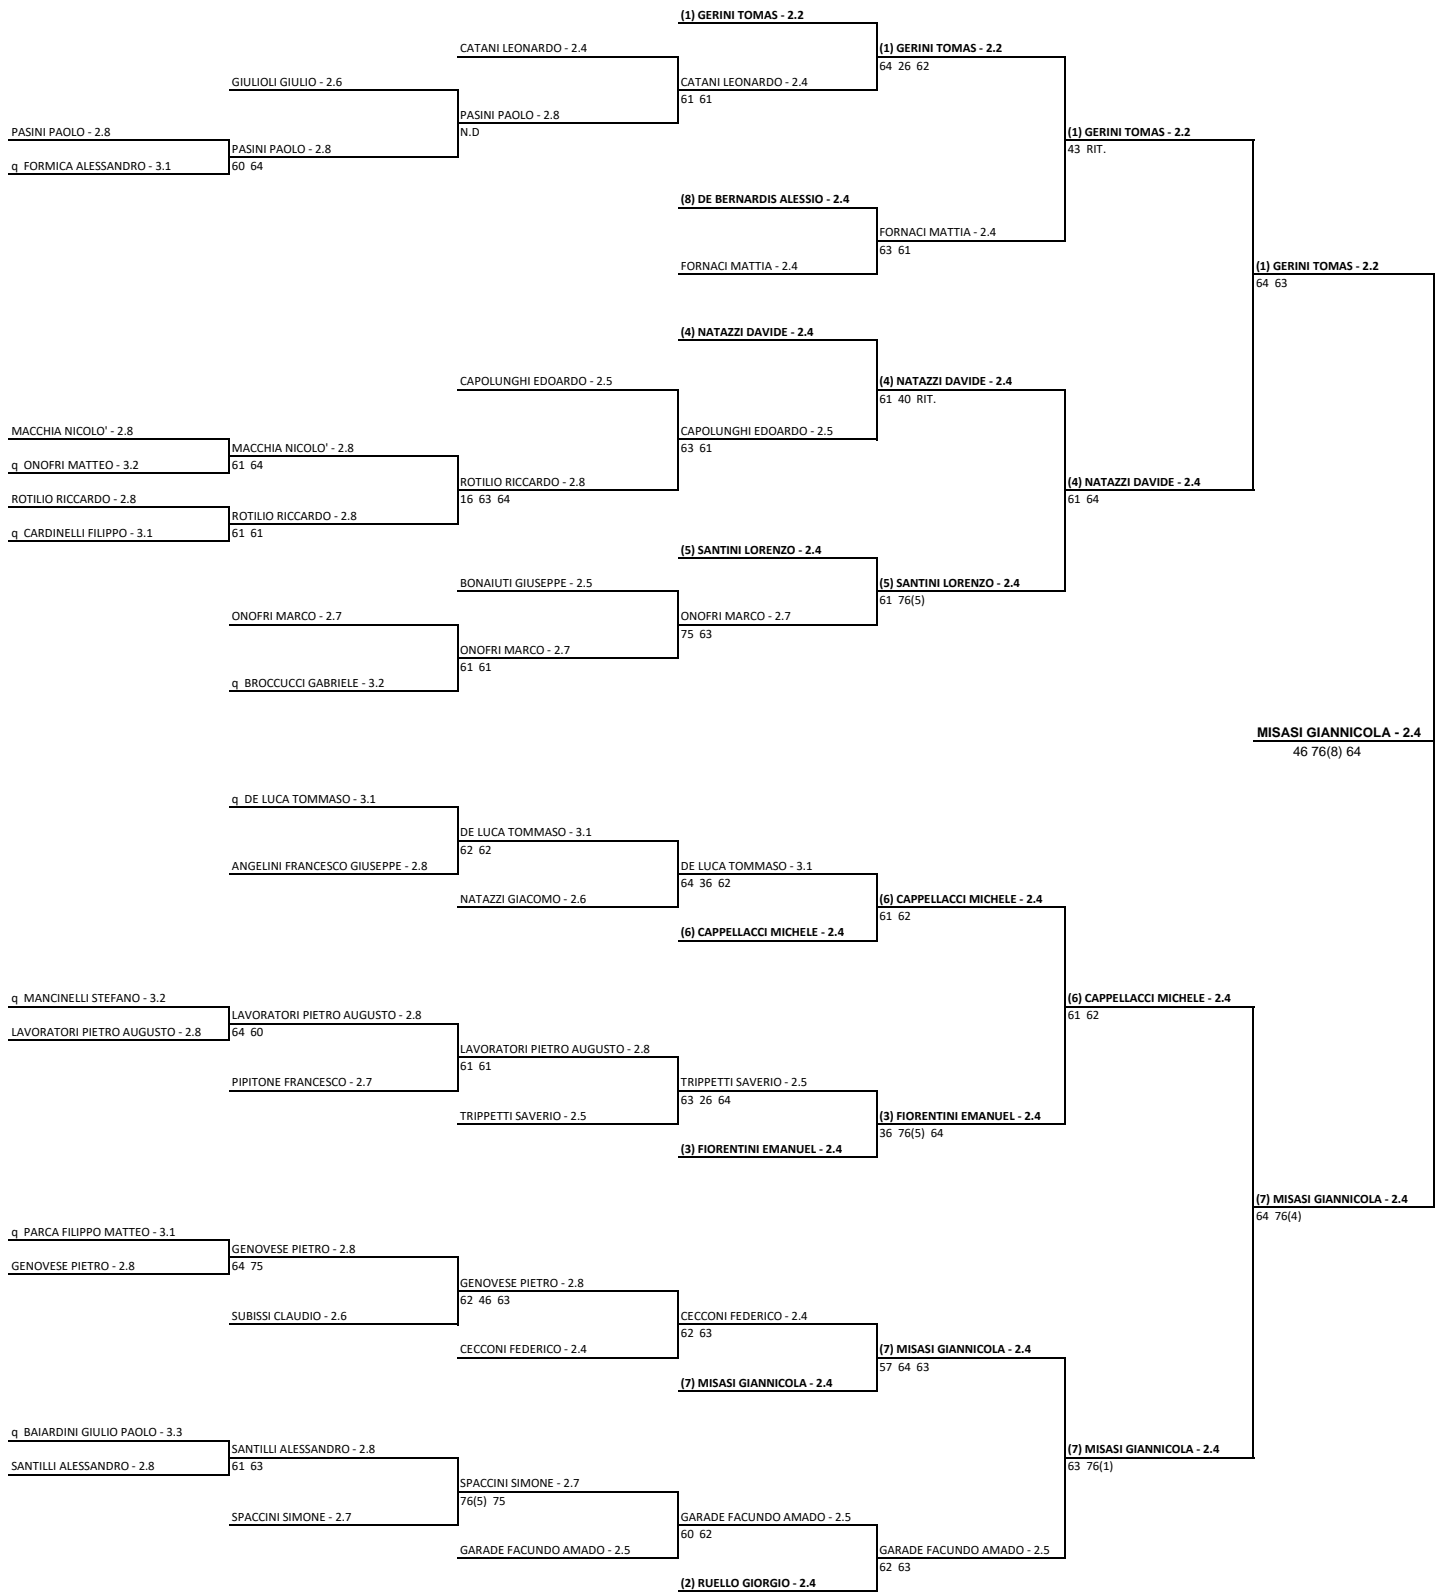 (1) GERINI TOMAS - 2.2
CATANI LEONARDO - 2.4
(1) GERINI TOMAS - 2.2
64 26 62
GIULIOLI GIULIO - 2.6
CATANI LEONARDO - 2.4
61 61
PASINI PAOLO - 2.8
N.D
PASINI PAOLO - 2.8
(1) GERINI TOMAS - 2.2
43 RIT.
PASINI PAOLO - 2.8
60 64
q FORMICA ALESSANDRO - 3.1
(8) DE BERNARDIS ALESSIO - 2.4
FORNACI MATTIA - 2.4
63 61
FORNACI MATTIA - 2.4
(1) GERINI TOMAS - 2.2
64 63
(4) NATAZZI DAVIDE - 2.4
CAPOLUNGHI EDOARDO - 2.5
(4) NATAZZI DAVIDE - 2.4
61 40 RIT.
MACCHIA NICOLO' - 2.8
CAPOLUNGHI EDOARDO - 2.5
63 61
MACCHIA NICOLO' - 2.8
61 64
q ONOFRI MATTEO - 3.2
ROTILIO RICCARDO - 2.8
16 63 64
(4) NATAZZI DAVIDE - 2.4
61 64
ROTILIO RICCARDO - 2.8
ROTILIO RICCARDO - 2.8
61 61
q CARDINELLI FILIPPO - 3.1
(5) SANTINI LORENZO - 2.4
BONAIUTI GIUSEPPE - 2.5
(5) SANTINI LORENZO - 2.4
61 76(5)
ONOFRI MARCO - 2.7
ONOFRI MARCO - 2.7
75 63
ONOFRI MARCO - 2.7
61 61
q BROCCUCCI GABRIELE - 3.2
MISASI GIANNICOLA - 2.4
46 76(8) 64
q DE LUCA TOMMASO - 3.1
DE LUCA TOMMASO - 3.1
62 62
ANGELINI FRANCESCO GIUSEPPE - 2.8
DE LUCA TOMMASO - 3.1
64 36 62
NATAZZI GIACOMO - 2.6
(6) CAPPELLACCI MICHELE - 2.4
61 62
(6) CAPPELLACCI MICHELE - 2.4
q MANCINELLI STEFANO - 3.2
(6) CAPPELLACCI MICHELE - 2.4
61 62
LAVORATORI PIETRO AUGUSTO - 2.8
64 60
LAVORATORI PIETRO AUGUSTO - 2.8
LAVORATORI PIETRO AUGUSTO - 2.8
61 61
PIPITONE FRANCESCO - 2.7
TRIPPETTI SAVERIO - 2.5
63 26 64
TRIPPETTI SAVERIO - 2.5
(3) FIORENTINI EMANUEL - 2.4
36 76(5) 64
(3) FIORENTINI EMANUEL - 2.4
(7) MISASI GIANNICOLA - 2.4
64 76(4)
q PARCA FILIPPO MATTEO - 3.1
GENOVESE PIETRO - 2.8
64 75
GENOVESE PIETRO - 2.8
GENOVESE PIETRO - 2.8
62 46 63
SUBISSI CLAUDIO - 2.6
CECCONI FEDERICO - 2.4
62 63
CECCONI FEDERICO - 2.4
(7) MISASI GIANNICOLA - 2.4
57 64 63
(7) MISASI GIANNICOLA - 2.4
q BAIARDINI GIULIO PAOLO - 3.3
SANTILLI ALESSANDRO - 2.8
61 63
(7) MISASI GIANNICOLA - 2.4
63 76(1)
SANTILLI ALESSANDRO - 2.8
SPACCINI SIMONE - 2.7
76(5) 75
SPACCINI SIMONE - 2.7
GARADE FACUNDO AMADO - 2.5
60 62
GARADE FACUNDO AMADO - 2.5
GARADE FACUNDO AMADO - 2.5
62 63
(2) RUELLO GIORGIO - 2.4